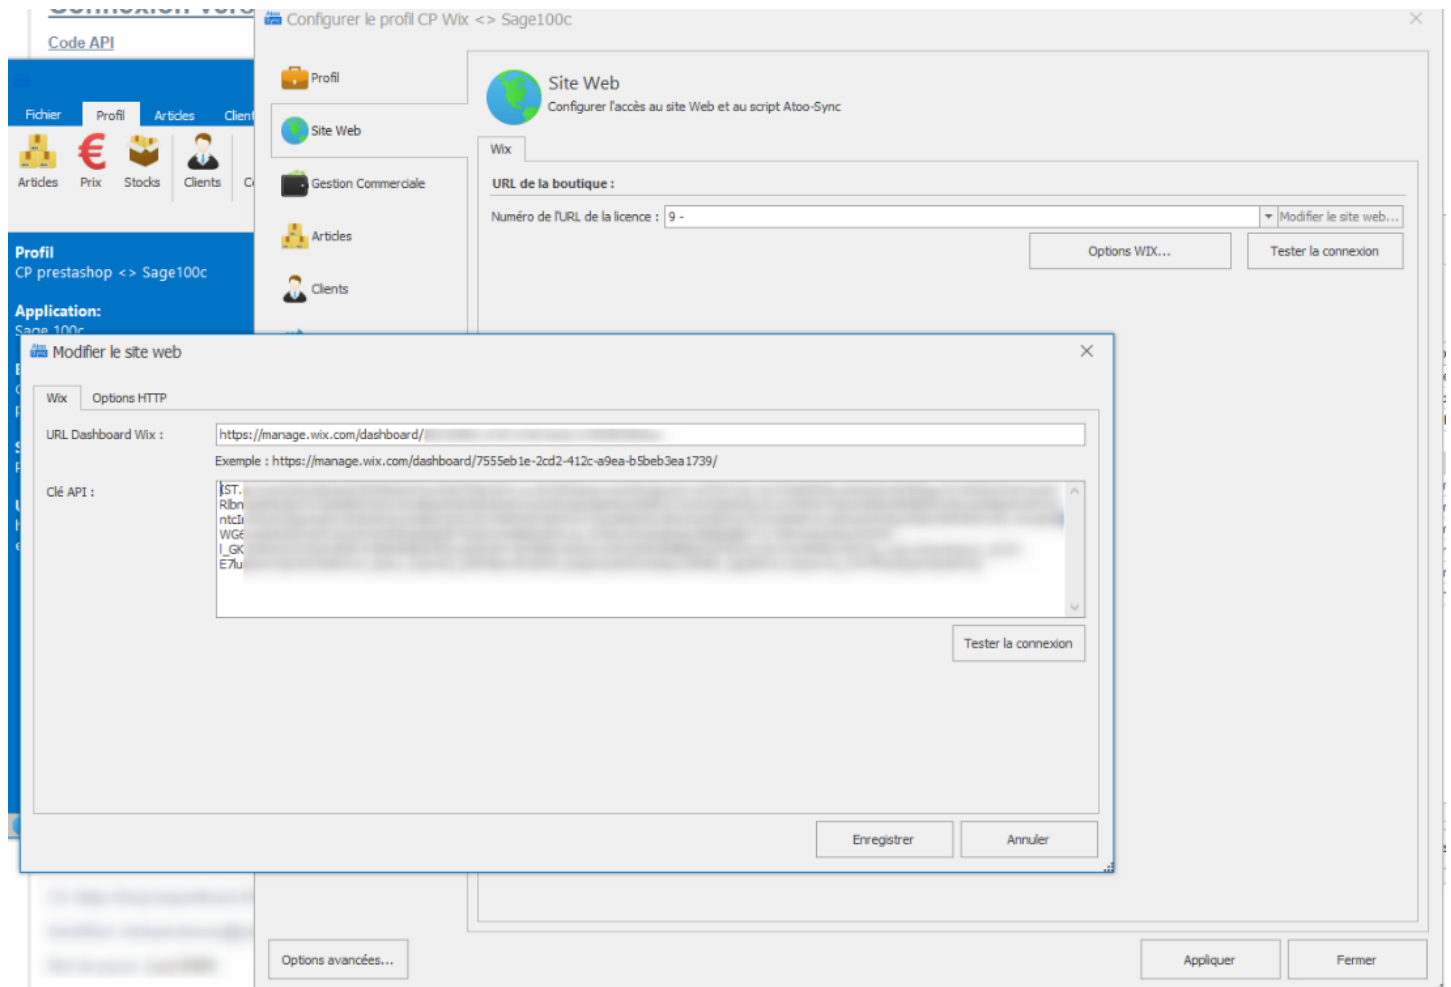 Code API
Fichier Profil Articles Client
Articles Prix Stocks Clients
Profil
CP prestashop <> Sage100c
Application:
Sage 100c
Configurer le profil CP Wix <> Sage100c
Profil
Site Web
Gestion Commerciale
Articles
Clients
Site Web
Configurer l'accès au site Web et au script Atoo-Sync
Wix
URL de la boutique :
Numéro de l'URL de la licence : 9 - Modifier le site web...
Options WIX... Tester la connexion
Modifier le site web
Wix Options HTTP
URL Dashboard Wix : https://manage.wix.com/dashboard/
Exemple : https://manage.wix.com/dashboard/7555eb1e-2cd2-412c-a9ea-b5beb3ea1739/
Clé API : IST.
Tester la connexion
Enregistrer Annuler
Options avancées... Appliquer Fermer